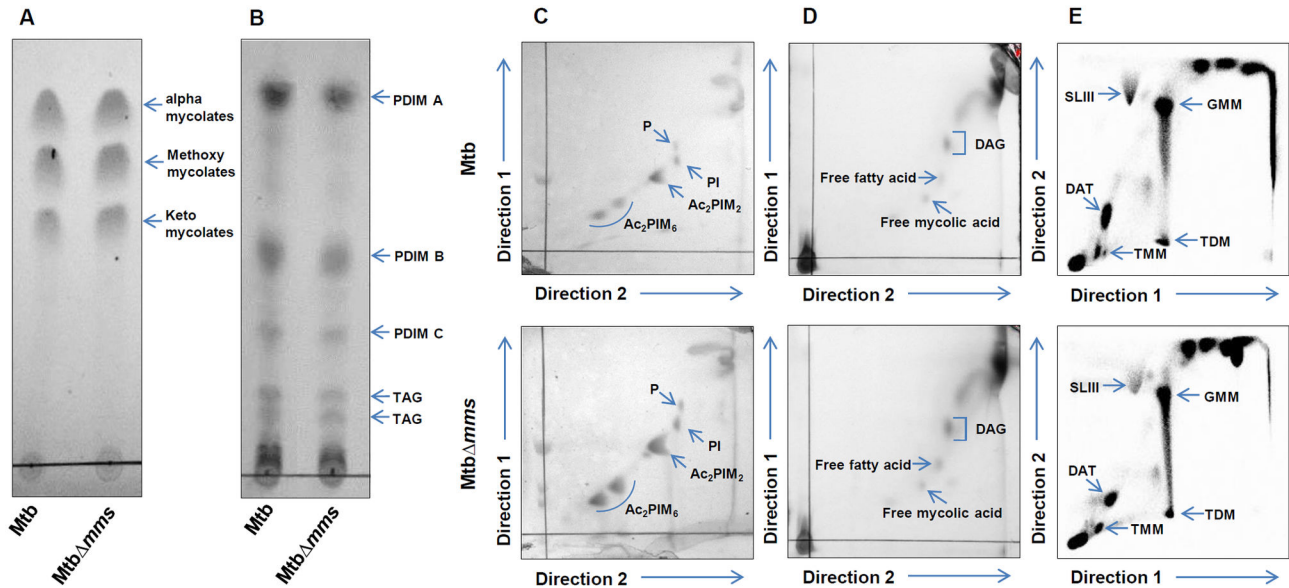 A
B
C
D
E
alpha
mycolates
Methoxy
mycolates
Keto
mycolates
Mtb
MtbΔmms
PDIM A
PDIM B
PDIM C
TAG
TAG
Mtb
MtbΔmms
Mtb
Direction 1
P
PI
Ac₂PIM₂
Ac₂PIM₆
Direction 2
Direction 1
DAG
Free fatty acid
Free mycolic acid
Direction 2
Direction 2
SLIII
GMM
DAT
TDM
TMM
Direction 1
MtbΔmms
Direction 1
P
PI
Ac₂PIM₂
Ac₂PIM₆
Direction 2
Direction 1
DAG
Free fatty acid
Free mycolic acid
Direction 2
Direction 2
SLIII
GMM
DAT
TDM
TMM
Direction 1